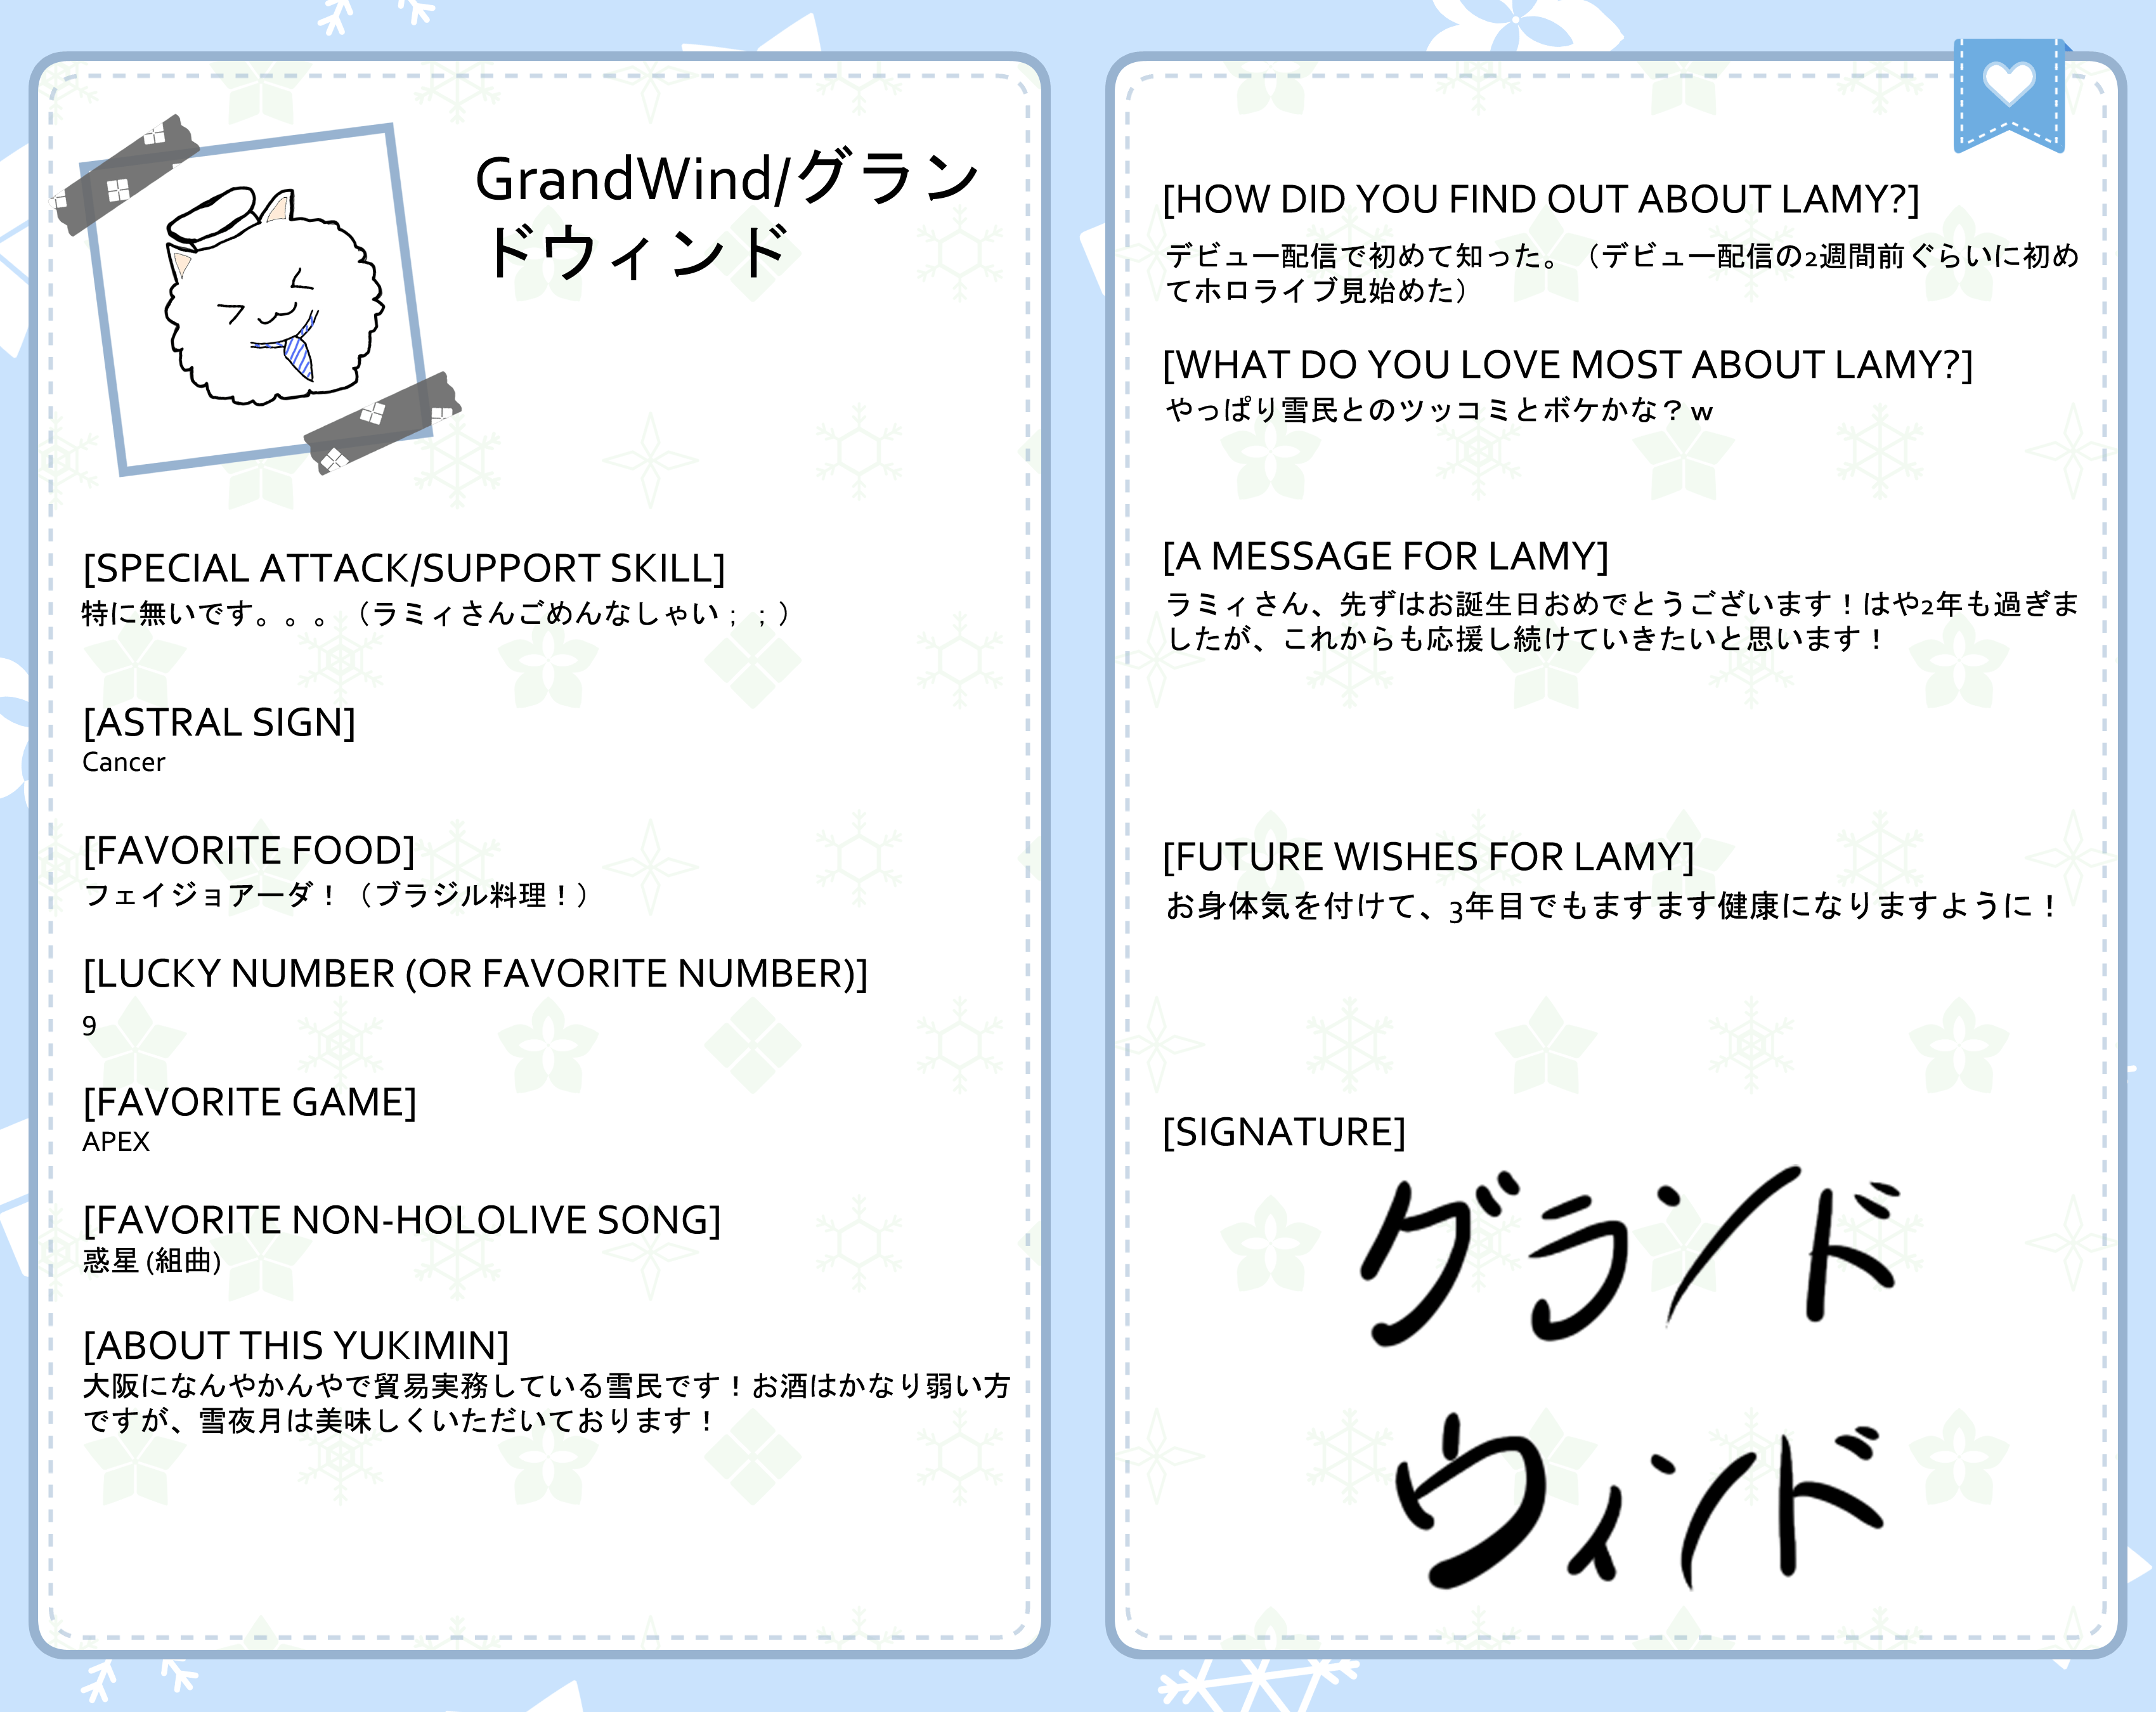 GrandWind/グラン
ドウィンド
[SPECIAL ATTACK/SUPPORT SKILL]
特に無いです。。。（ラミィさんごめんなしゃい；；）
[ASTRAL SIGN]
Cancer
[FAVORITE FOOD]
フェイジョアーダ！（ブラジル料理！）
[LUCKY NUMBER (OR FAVORITE NUMBER)]
9
[FAVORITE GAME]
APEX
[FAVORITE NON-HOLOLIVE SONG]
惑星 (組曲)
[ABOUT THIS YUKIMIN]
大阪になんやかんやで貿易実務している雪民です！お酒はかなり弱い方
ですが、雪夜月は美味しくいただいております！
[HOW DID YOU FIND OUT ABOUT LAMY?]
デビュー配信で初めて知った。（デビュー配信の2週間前ぐらいに初め
てホロライブ見始めた）
[WHAT DO YOU LOVE MOST ABOUT LAMY?]
やっぱり雪民とのツッコミとボケかな？w
[A MESSAGE FOR LAMY]
ラミィさん、先ずはお誕生日おめでとうございます！はや2年も過ぎま
したが、これからも応援し続けていきたいと思います！
[FUTURE WISHES FOR LAMY]
お身体気を付けて、3年目でもますます健康になりますように！
[SIGNATURE]
グランド
ウィンド